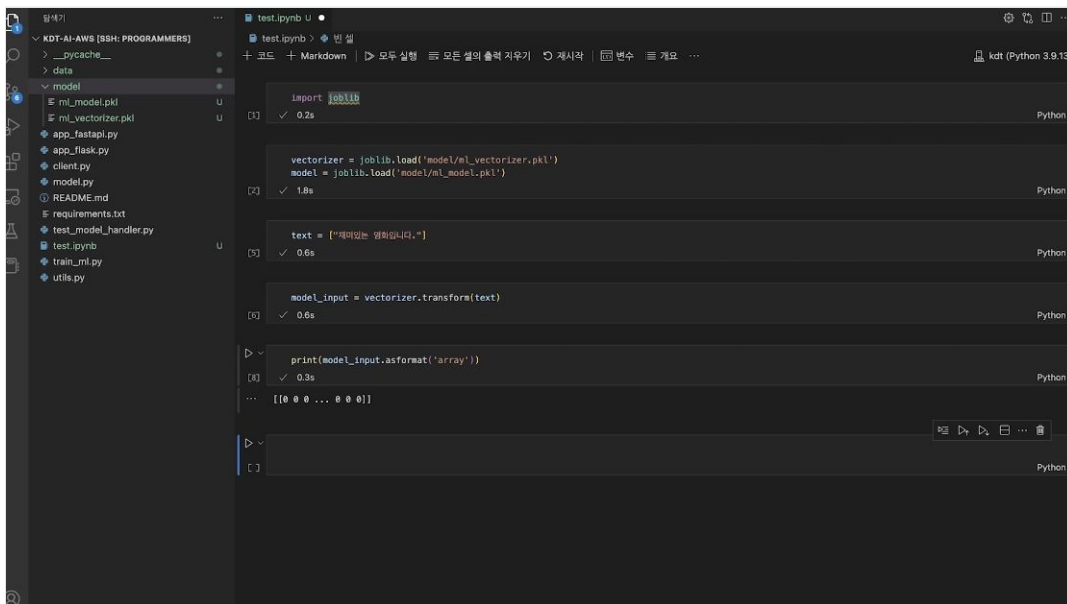 탐색기
KDT-AI-AWS [SSH: PROGRAMMERS]
__pycache__
data
model
ml_model.pkl U
ml_vectorizer.pkl U
app_fastapi.py
app_flask.py
client.py
model.py
README.md
requirements.txt
test_model_handler.py
test.ipynb U
train_ml.py
utils.py
test.ipynb U
test.ipynb > 빈 셀
+ 코드 + Markdown 모두 실행 모든 셀의 출력 지우기 재시작 변수 개요 ... kdt (Python 3.9.13
import joblib
[1] ✓ 0.2s Python
vectorizer = joblib.load('model/ml_vectorizer.pkl')
model = joblib.load('model/ml_model.pkl')
[2] ✓ 1.8s Python
text = ["재미있는 영화입니다."]
[5] ✓ 0.6s Python
model_input = vectorizer.transform(text)
[6] ✓ 0.6s Python
print(model_input.asformat('array'))
[8] ✓ 0.3s Python
... [[0 0 0 ... 0 0 0]]
[ ] Python